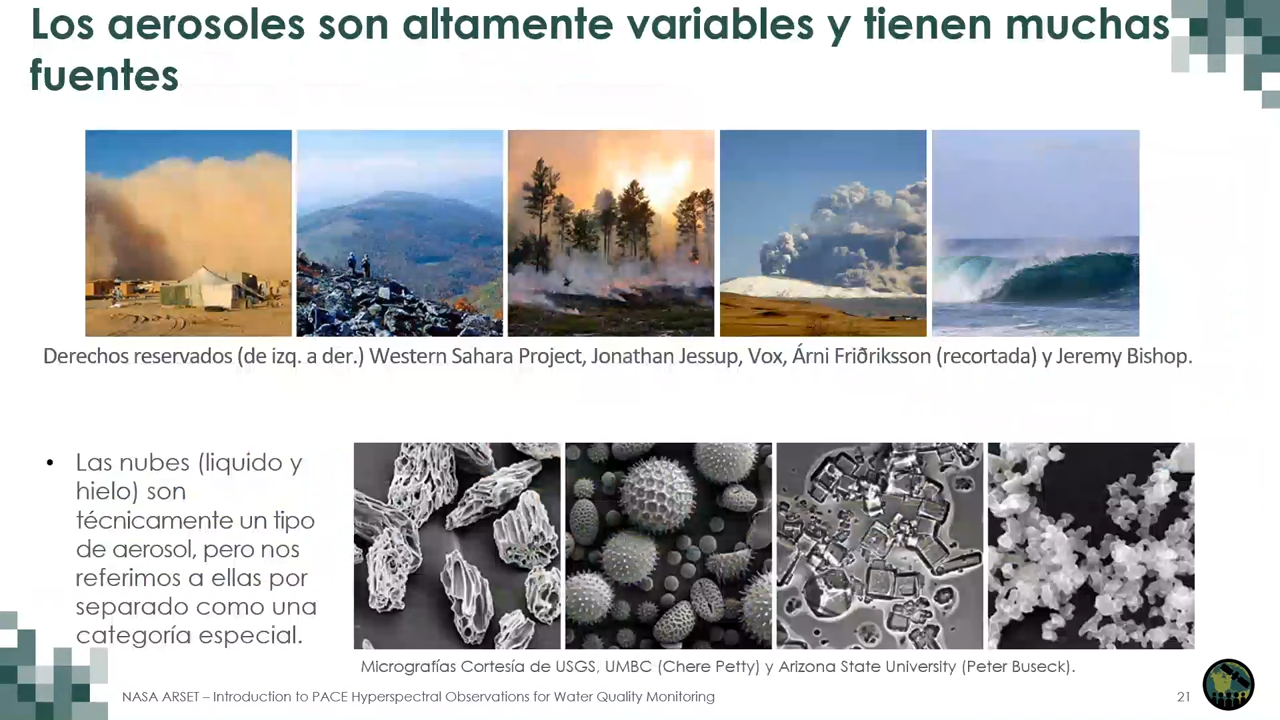 Los aerosoles son altamente variables y tienen muchas
fuentes
Derechos reservados (de izq. a der.) Western Sahara Project, Jonathan Jessup, Vox, Árni Friðriksson (recortada) y Jeremy Bishop.
• Las nubes (liquido y
hielo) son
técnicamente un tipo
de aerosol, pero nos
referimos a ellas por
separado como una
categoría especial.
Micrografías Cortesía de USGS, UMBC (Chere Petty) y Arizona State University (Peter Buseck).
NASA ARSET – Introduction to PACE Hyperspectral Observations for Water Quality Monitoring
21